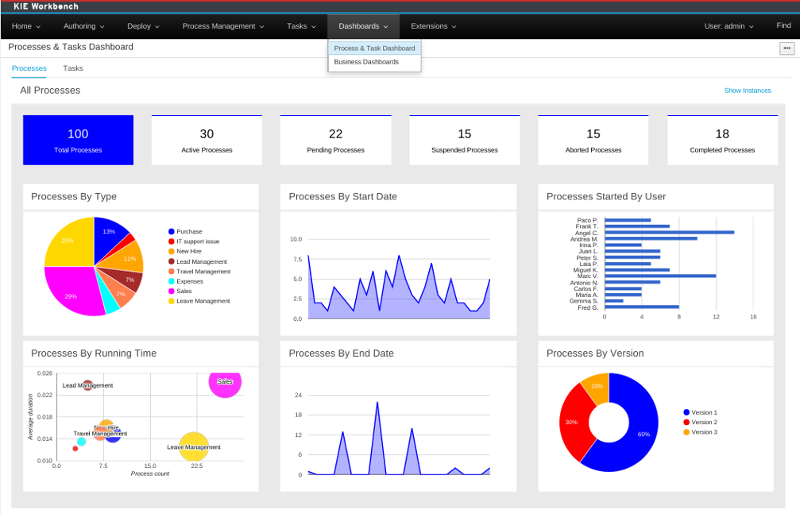 KIE Workbench
Home Authoring Deploy Process Management Tasks Dashboards Extensions User: admin Find
Process & Task Dashboard
Business Dashboards
Processes & Tasks Dashboard
Processes Tasks
All Processes Show Instances
100 30 22 15 15 18
Total Processes Active Processes Pending Processes Suspended Processes Aborted Processes Completed Processes
Processes By Type
13%
11%
7%
7%
29%
25%
Purchase
IT support issue
New Hire
Lead Management
Travel Management
Expenses
Sales
Leave Management
Processes By Start Date
10.0
7.5
5.0
2.5
0.0
Processes Started By User
Paco P.
Frank T.
Angel C.
Andrea M.
Irina P.
Juan L.
Peter S.
Laia P.
Miguel K.
Marc V.
Antonio N.
Carlos F.
Maria A.
Gemma S.
Fred G.
0 4 8 12 16
Processes By Running Time
Average duration
0.026
0.022
0.018
0.014
0.010
Lead Management
Sales
New Hire
Travel Management
Leave Management
0.0 7.5 15.0 22.5
Process count
Processes By End Date
24
18
12
6
0
Processes By Version
10%
30%
60%
Version 1
Version 2
Version 3